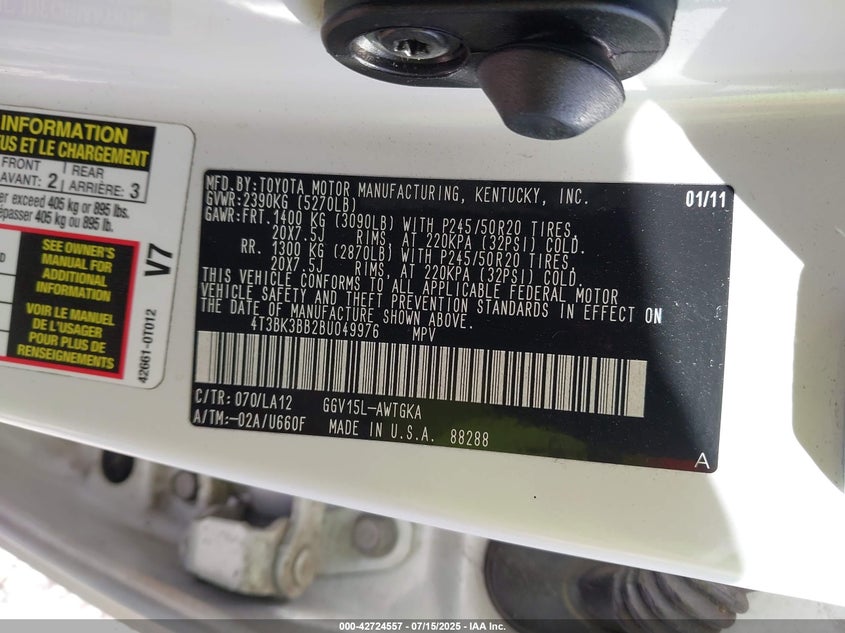 INFORMATION
US ET LE CHARGEMENT
FRONT
AVANT: 2
REAR
ARRIÈRE: 3
er exceed 406 kg or 895 lbs.
épasser 406 kg ou 895 lb.
SEE OWNER'S
MANUAL FOR
ADDITIONAL
INFORMATION
VOIR LE MANUEL
DE L'USAGER
POUR PLUS DE
RENSEIGNEMENTS
V7
42661-0T012
MFD.BY:TOYOTA MOTOR MANUFACTURING, KENTUCKY, INC. 01/11
GVWR:2390KG (5270LB)
GAWR:FRT. 1400 KG (3090LB) WITH P245/50R20 TIRES,
20X7.5J RIMS, AT 220KPA (32PSI) COLD.
RR. 1300 KG (2870LB) WITH P245/50R20 TIRES,
20X7.5J RIMS, AT 220KPA (32PSI) COLD.
THIS VEHICLE CONFORMS TO ALL APPLICABLE FEDERAL MOTOR
VEHICLE SAFETY AND THEFT PREVENTION STANDARDS IN EFFECT ON
THE DATE OF MANUFACTURE SHOWN ABOVE.
4T3BK3BB2BU049976 MPV
C/TR: 070/LA12 GGV15L-AWTGKA
A/TM:-02A/U660F MADE IN U.S.A. 88288
A
000-42724557 - 07/15/2025 - IAA Inc.